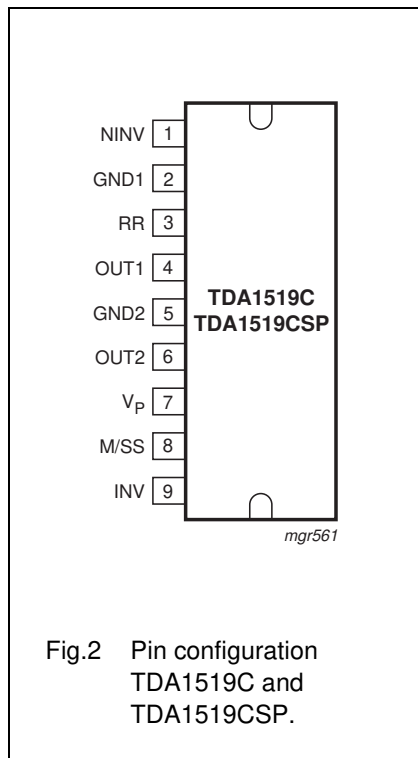 NINV 1
GND1 2
RR 3
OUT1 4
GND2 5
OUT2 6
VP 7
M/SS 8
INV 9
TDA1519C
TDA1519CSP
mgr561
Fig.2 Pin configuration
TDA1519C and
TDA1519CSP.